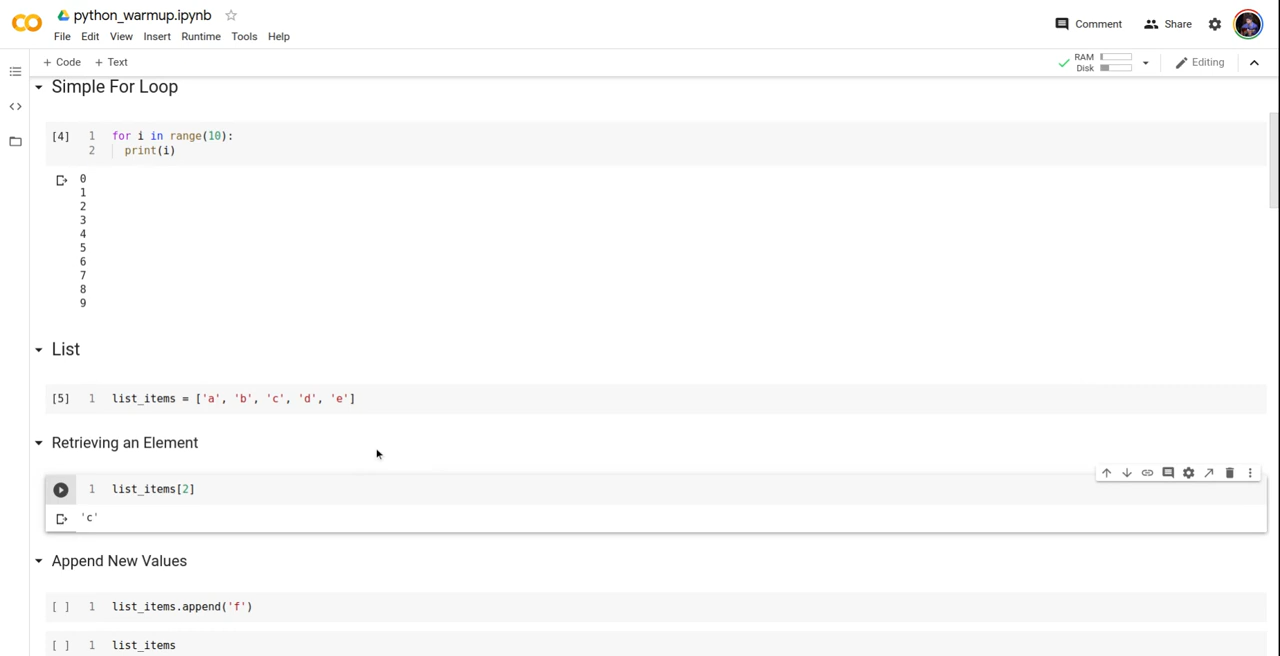 python_warmup.ipynb
Comment
Share
File Edit View Insert Runtime Tools Help
+ Code + Text
RAM
Disk
Editing
Simple For Loop
[4] 1 for i in range(10):
2 print(i)
0
1
2
3
4
5
6
7
8
9
List
[5] 1 list_items = ['a', 'b', 'c', 'd', 'e']
Retrieving an Element
1 list_items[2]
'c'
Append New Values
[ ] 1 list_items.append('f')
[ ] 1 list_items